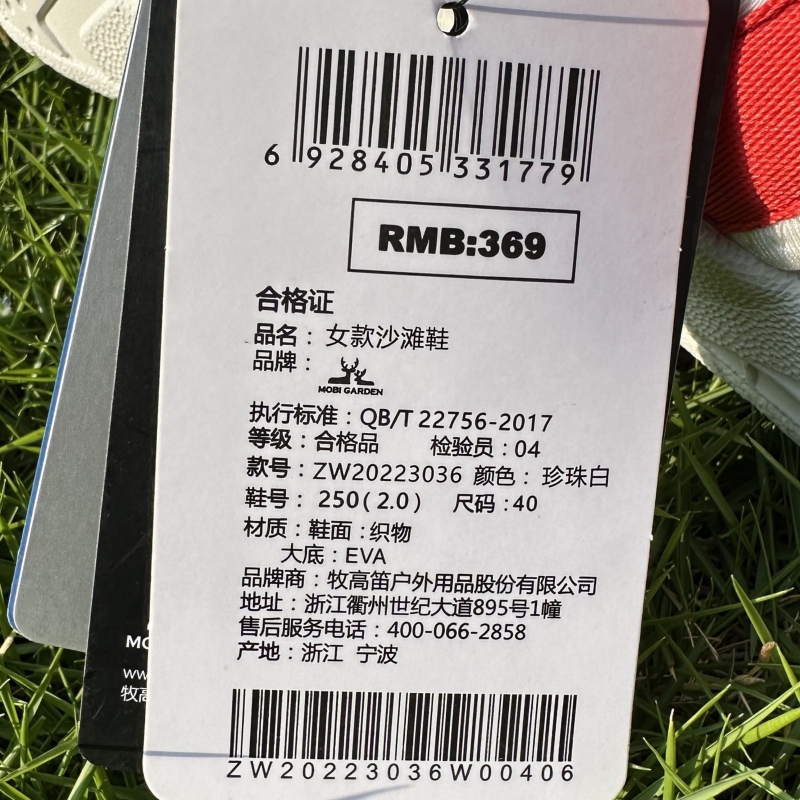 6 928405 331779
RMB:369
合格证
品名：女款沙滩鞋
品牌：
MOBI GARDEN
执行标准：QB/T 22756-2017
等级：合格品 检验员：04
款号：ZW20223036 颜色：珍珠白
鞋号：250(2.0) 尺码：40
材质：鞋面：织物
大底：EVA
品牌商：牧高笛户外用品股份有限公司
地址：浙江衢州世纪大道895号1幢
售后服务电话：400-066-2858
产地：浙江 宁波
ZW20223036W00406